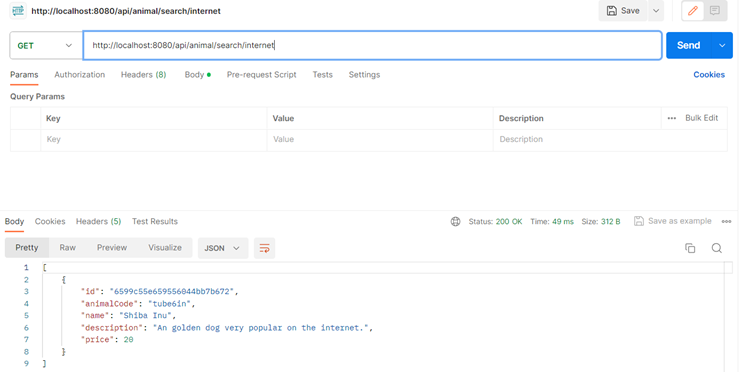 HTTP http://localhost:8080/api/animal/search/internet Save
GET http://localhost:8080/api/animal/search/internet Send
Params Authorization Headers (8) Body Pre-request Script Tests Settings Cookies
Query Params
Key Value Description ••• Bulk Edit
Key Value Description
Body Cookies Headers (5) Test Results Status: 200 OK Time: 49 ms Size: 312 B Save as example •••
Pretty Raw Preview Visualize JSON
1 [
2 {
3 "id": "6599c55e659556044bb7b672",
4 "animalCode": "tube6in",
5 "name": "Shiba Inu",
6 "description": "An golden dog very popular on the internet.",
7 "price": 20
8 }
9 ]